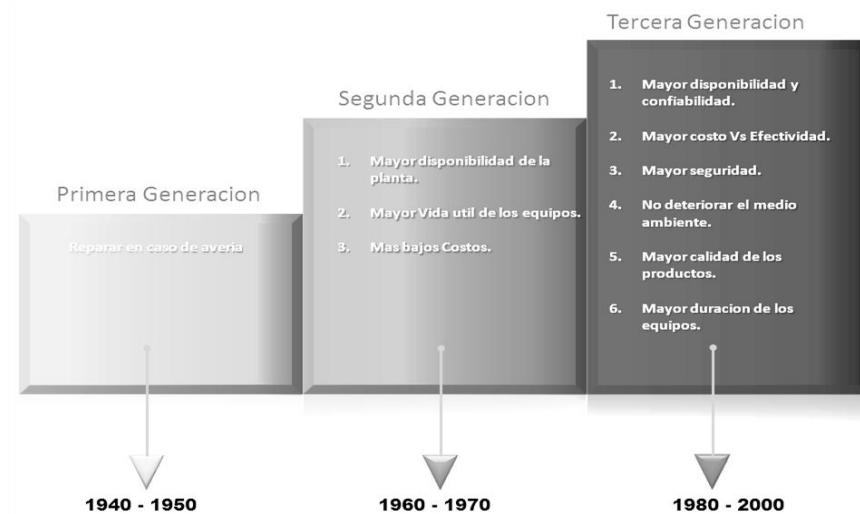 Primera Generacion
Reparar en caso de averia
1940 - 1950
Segunda Generacion
1. Mayor disponibilidad de la
planta.
2. Mayor Vida util de los equipos.
3. Mas bajos Costos.
1960 - 1970
Tercera Generacion
1. Mayor disponibilidad y
confiabilidad.
2. Mayor costo Vs Efectividad.
3. Mayor seguridad.
4. No deteriorar el medio
ambiente.
5. Mayor calidad de los
productos.
6. Mayor duracion de los
equipos.
1980 - 2000